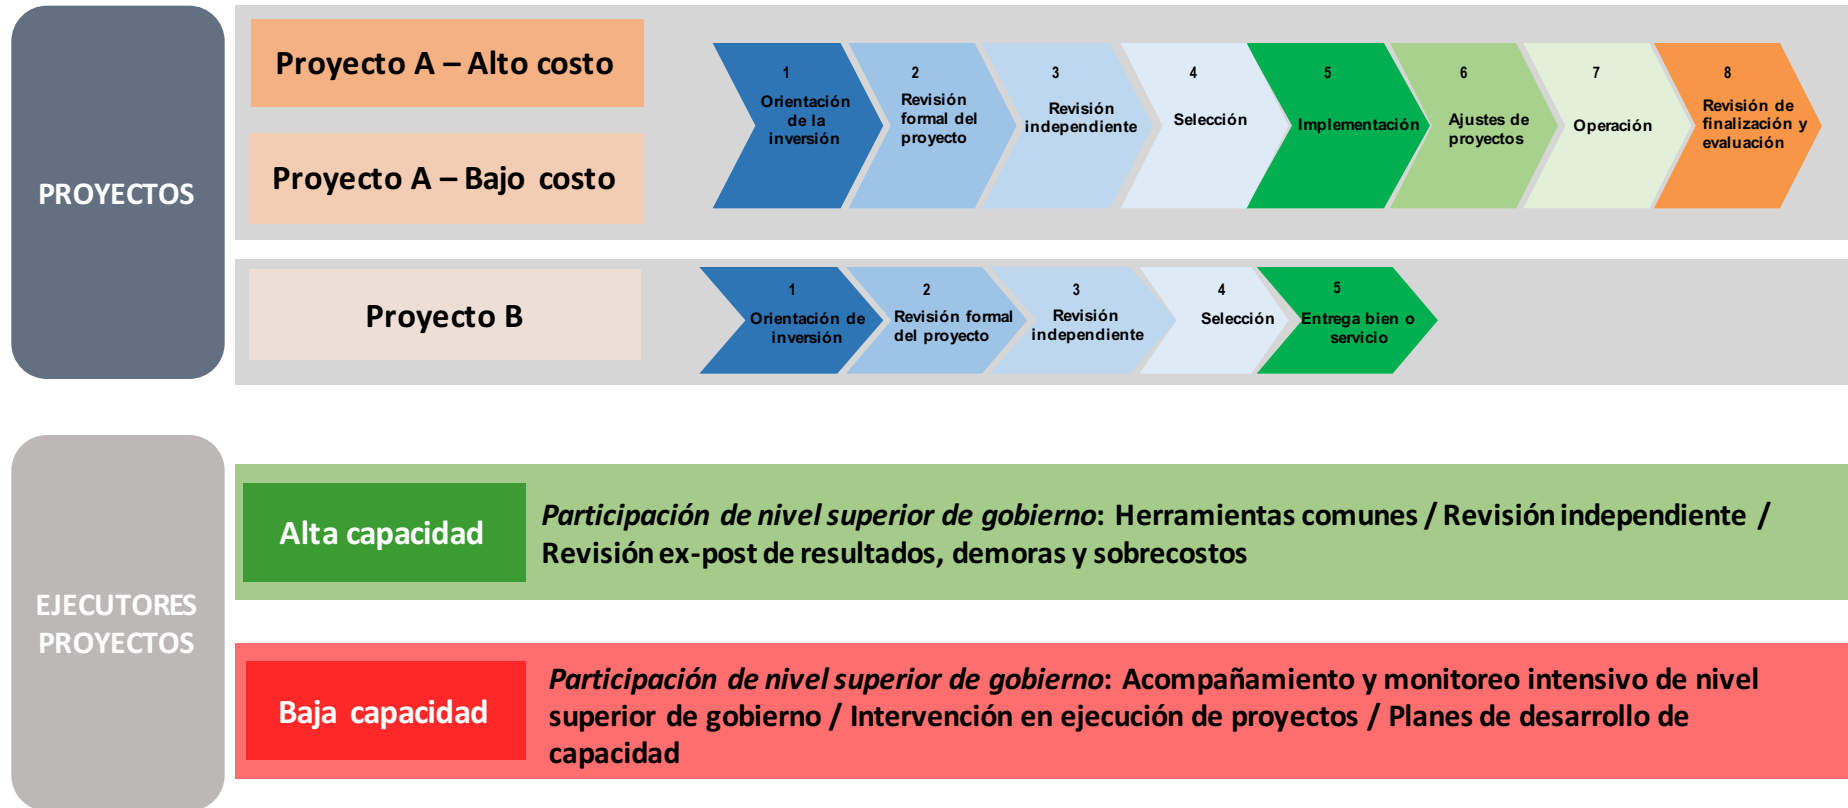 PROYECTOS
Proyecto A – Alto costo
Proyecto A – Bajo costo
1
Orientación
de la
inversión
2
Revisión
formal del
proyecto
3
Revisión
independiente
4
Selección
5
Implementación
6
Ajustes de
proyectos
7
Operación
8
Revisión de
finalización y
evaluación
Proyecto B
1
Orientación de
inversión
2
Revisión formal
del proyecto
3
Revisión
independiente
4
Selección
5
Entrega bien o
servicio
EJECUTORES
PROYECTOS
Alta capacidad
Participación de nivel superior de gobierno: Herramientas comunes / Revisión independiente /
Revisión ex-post de resultados, demoras y sobrecostos
Baja capacidad
Participación de nivel superior de gobierno: Acompañamiento y monitoreo intensivo de nivel
superior de gobierno / Intervención en ejecución de proyectos / Planes de desarrollo de
capacidad